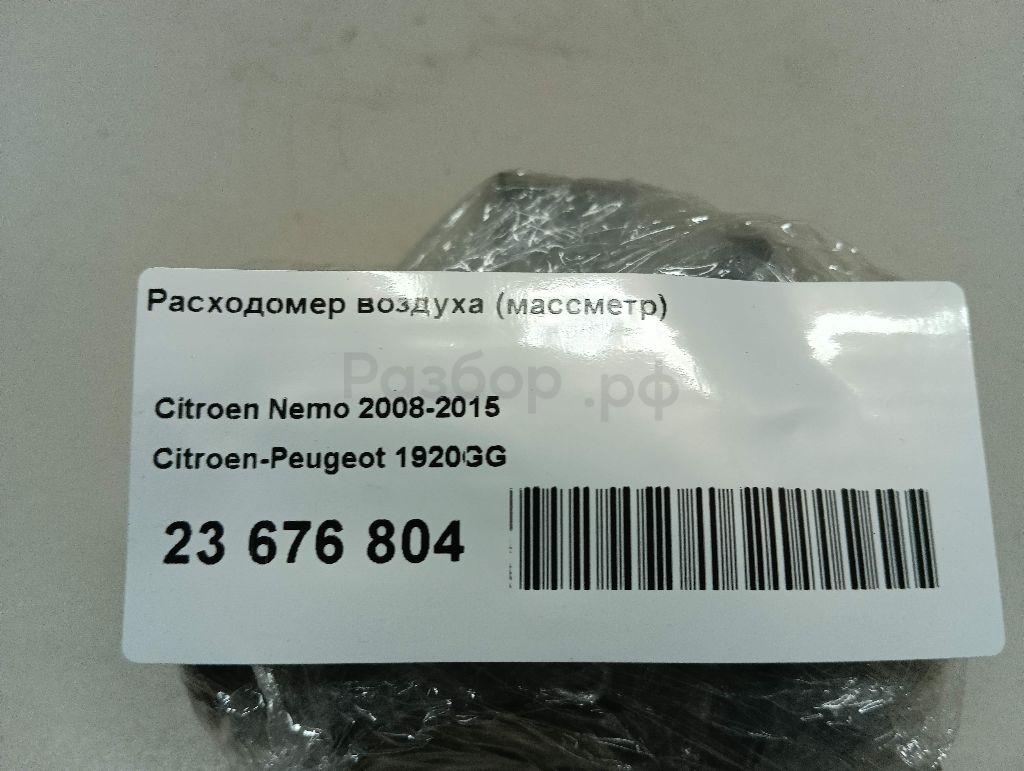 Расходомер воздуха (массметр)
Разбор.рф
Citroen Nemo 2008-2015
Citroen-Peugeot 1920GG
23 676 804